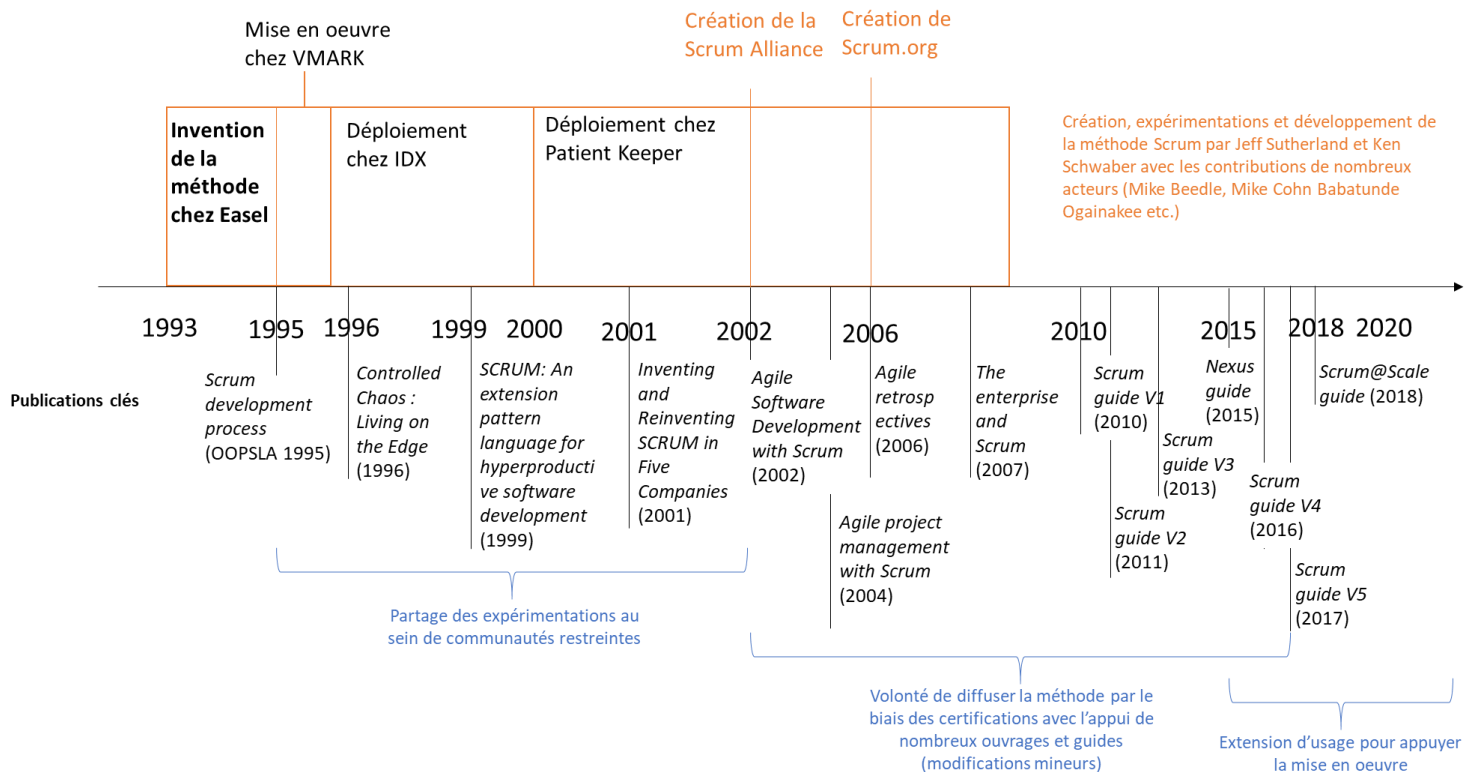 Mise en oeuvre
chez VMARK
Création de la
Scrum Alliance
Création de
Scrum.org
Invention
de la
méthode
chez Easel
Déploiement
chez IDX
Déploiement chez
Patient Keeper
Création, expérimentations et développement de
la méthode Scrum par Jeff Sutherland et Ken
Schwaber avec les contributions de nombreux
acteurs (Mike Beedle, Mike Cohn Babatunde
Ogainakee etc.)
1993
1995
1996
1999
2000
2001
2002
2006
2010
2015
2018
2020
Publications clés
Scrum
development
process
(OOPSLA 1995)
Controlled
Chaos :
Living on
the Edge
(1996)
SCRUM: An
extension
pattern
language for
hyperproducti
ve software
development
(1999)
Inventing
and
Reinventing
SCRUM in
Five
Companies
(2001)
Agile
Software
Development
with Scrum
(2002)
Agile project
management
with Scrum
(2004)
Agile
retrosp
ectives
(2006)
The
enterprise
and
Scrum
(2007)
Scrum
guide V1
(2010)
Scrum
guide V2
(2011)
Scrum
guide V3
(2013)
Nexus
guide
(2015)
Scrum
guide V4
(2016)
Scrum
guide V5
(2017)
Scrum@Scale
guide (2018)
Partage des expérimentations au
sein de communautés restreintes
Volonté de diffuser la méthode par le
biais des certifications avec l’appui de
nombreux ouvrages et guides
(modifications mineurs)
Extension d’usage pour appuyer
la mise en oeuvre